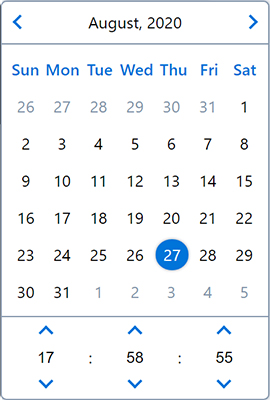 August, 2020
Sun Mon Tue Wed Thu Fri Sat
26 27 28 29 30 31 1
2 3 4 5 6 7 8
9 10 11 12 13 14 15
16 17 18 19 20 21 22
23 24 25 26 27 28 29
30 31 1 2 3 4 5
17 : 58 : 55